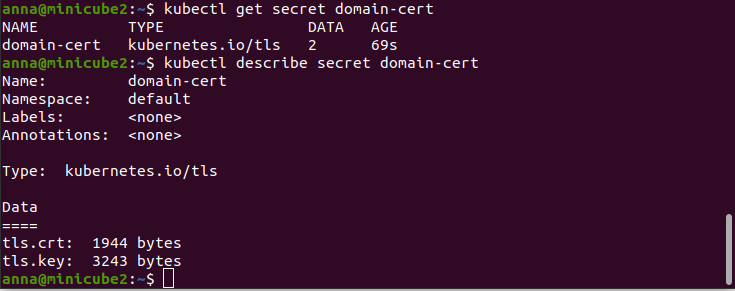 anna@minicube2:~$ kubectl get secret domain-cert
NAME          TYPE                DATA   AGE
domain-cert   kubernetes.io/tls   2      69s
anna@minicube2:~$ kubectl describe secret domain-cert
Name:         domain-cert
Namespace:    default
Labels:       <none>
Annotations:  <none>

Type:  kubernetes.io/tls

Data
====
tls.crt:  1944 bytes
tls.key:  3243 bytes
anna@minicube2:~$